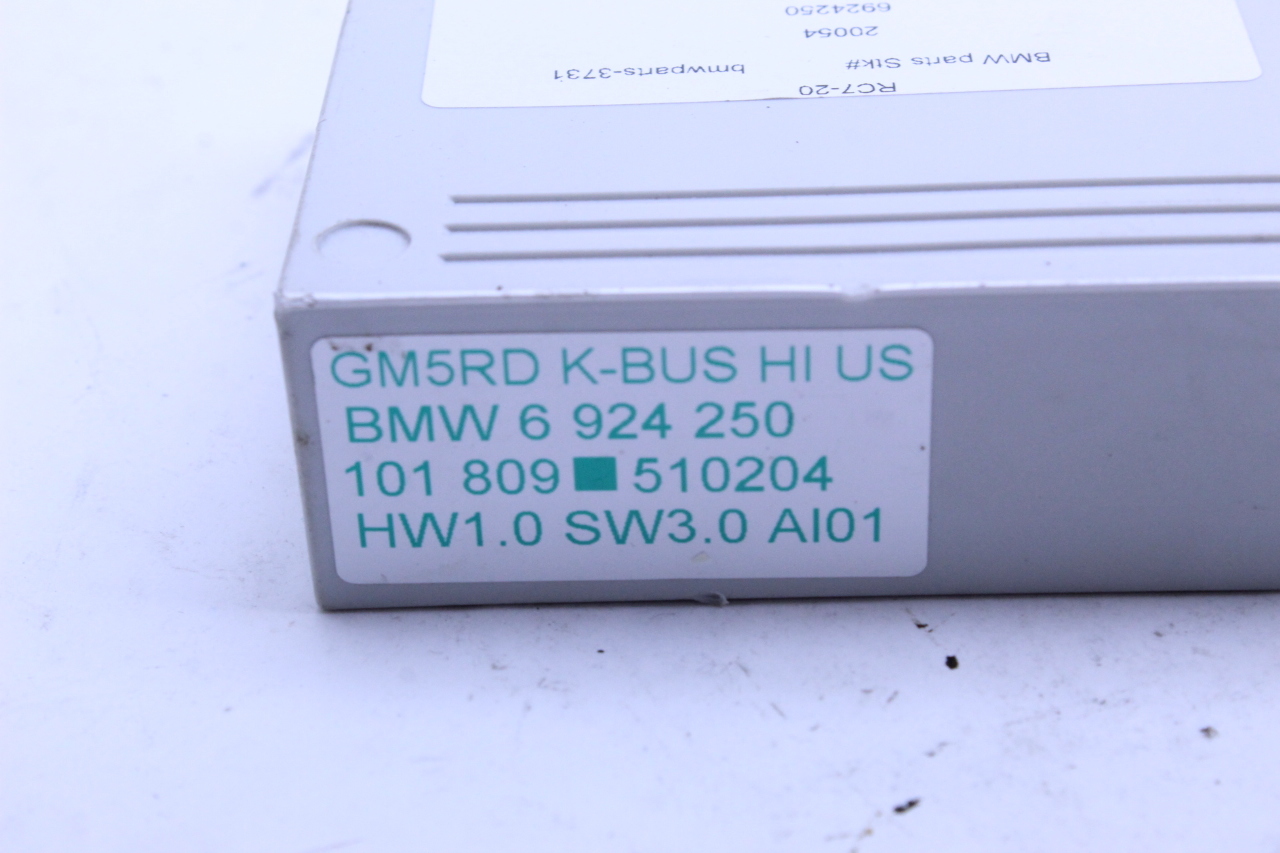 RC7-20
BMW parts Stk# bmwparts-3731
20054
6924250
GM5RD K-BUS HI US
BMW 6 924 250
101 809 ■ 510204
HW1.0 SW3.0 AI01